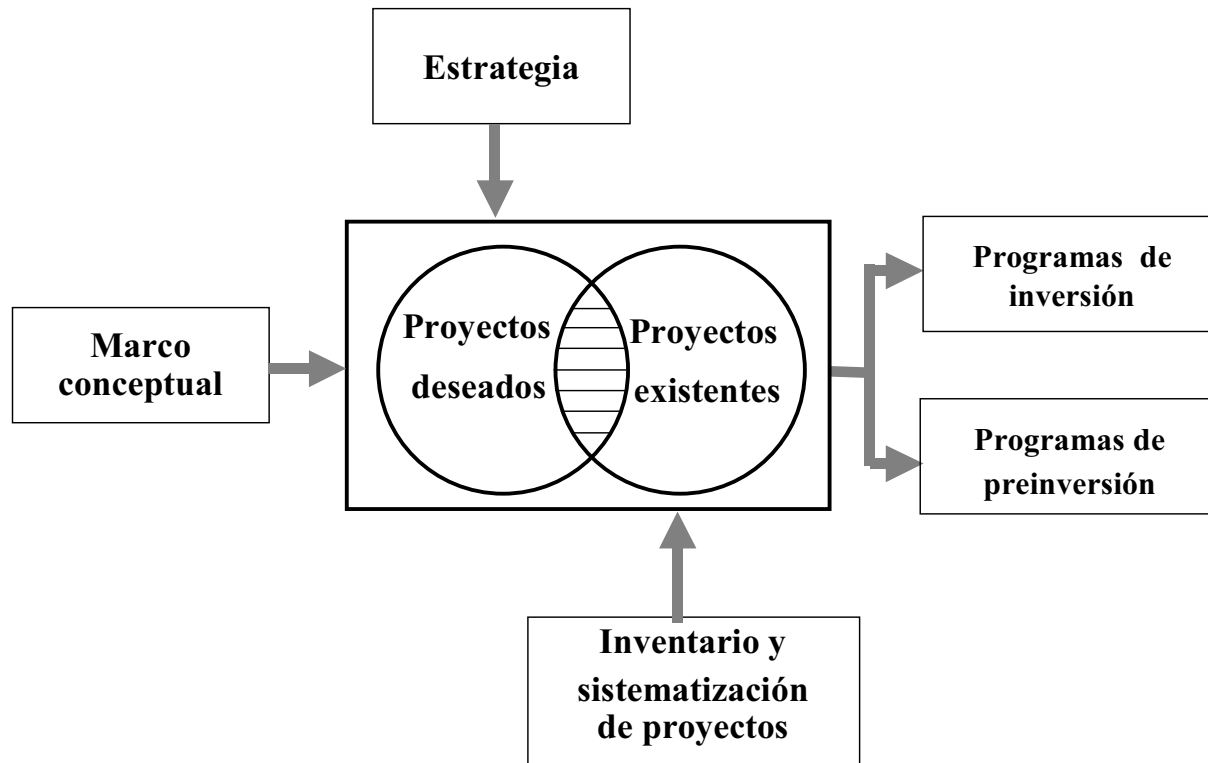 Estrategia
Marco
conceptual
Proyectos
deseados
Proyectos
existentes
Programas de
inversión
Programas de
preinversión
Inventario y
sistematización
de proyectos